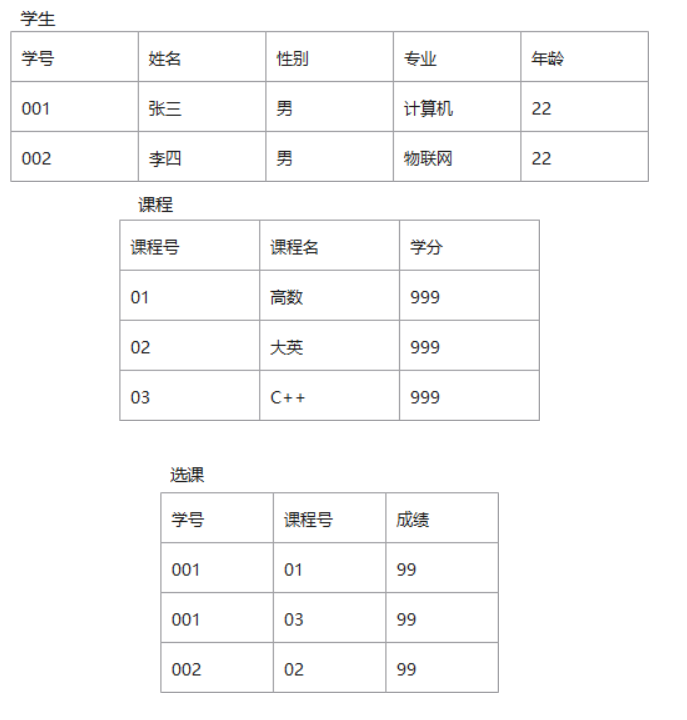 学生
学号 姓名 性别 专业 年龄
001 张三 男 计算机 22
002 李四 男 物联网 22
课程
课程号 课程名 学分
01 高数 999
02 大英 999
03 C++ 999
选课
学号 课程号 成绩
001 01 99
001 03 99
002 02 99